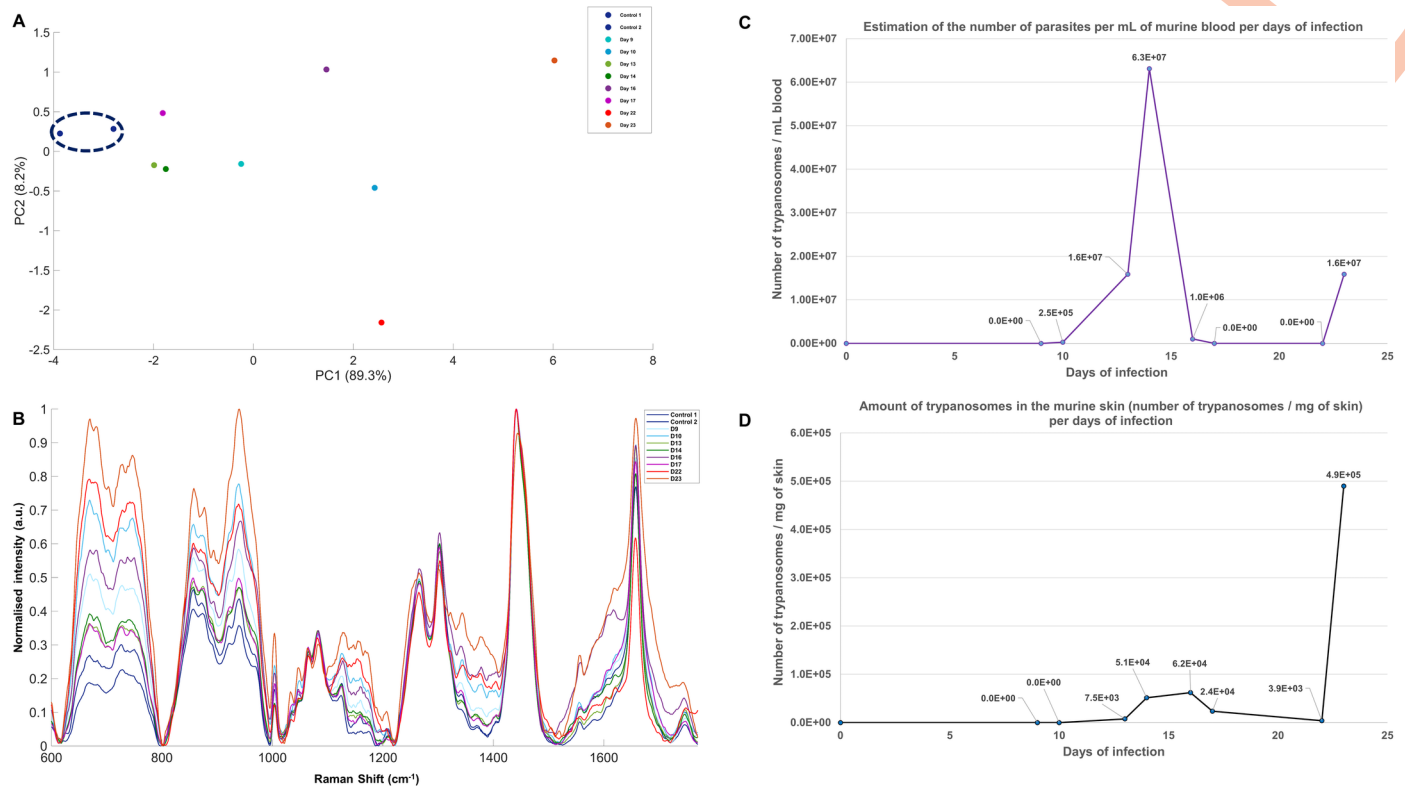 A
1.5
1
0.5
0
-0.5
-1
-1.5
-2
-2.5
-4
-2
0
2
4
6
8
PC2 (8.2%)
PC1 (89.3%)
Control 1
Control 2
Day 9
Day 10
Day 13
Day 14
Day 16
Day 17
Day 22
Day 23
B
1
0.9
0.8
0.7
0.6
0.5
0.4
0.3
0.2
0.1
0
600
800
1000
1200
1400
1600
Normalised intensity (a.u.)
Raman Shift (cm-1)
Control 1
Control 2
D9
D10
D13
D14
D16
D17
D22
D23
C
Estimation of the number of parasites per mL of murine blood per days of infection
7.00E+07
6.00E+07
5.00E+07
4.00E+07
3.00E+07
2.00E+07
1.00E+07
0.00E+00
0
5
10
15
20
25
Number of trypanosomes / mL blood
Days of infection
0.0E+00
2.5E+05
1.6E+07
6.3E+07
1.0E+06
0.0E+00
0.0E+00
1.6E+07
D
Amount of trypanosomes in the murine skin (number of trypanosomes / mg of skin)
per days of infection
6.0E+05
5.0E+05
4.0E+05
3.0E+05
2.0E+05
1.0E+05
0.0E+00
0
5
10
15
20
25
Number of trypanosomes / mg of skin
Days of infection
0.0E+00
0.0E+00
7.5E+03
5.1E+04
6.2E+04
2.4E+04
3.9E+03
4.9E+05